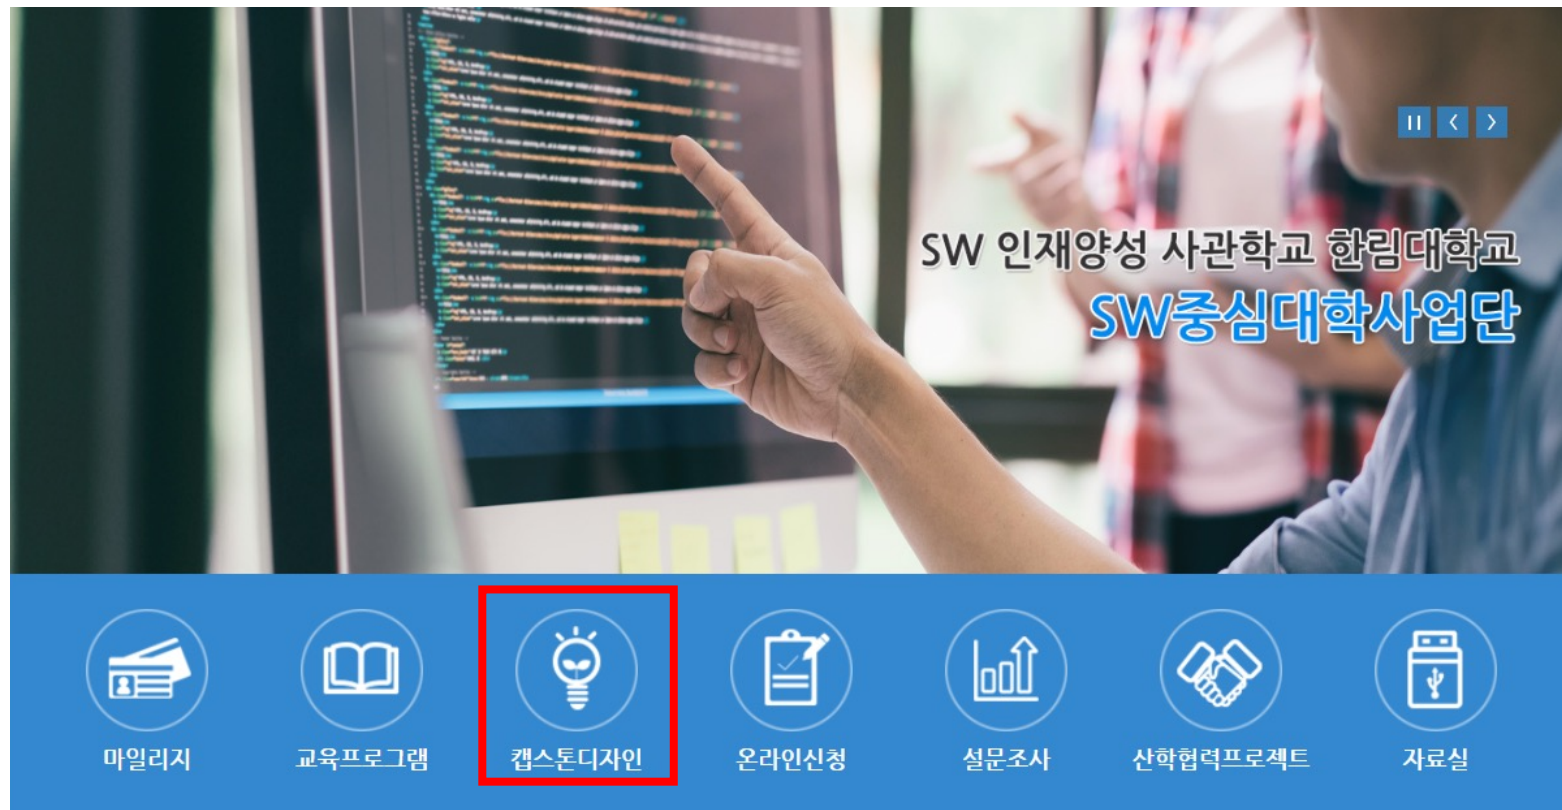 SW 인재양성 사관학교 한림대학교
SW중심대학사업단
마일리지
교육프로그램
캡스톤디자인
온라인신청
설문조사
산학협력프로젝트
자료실